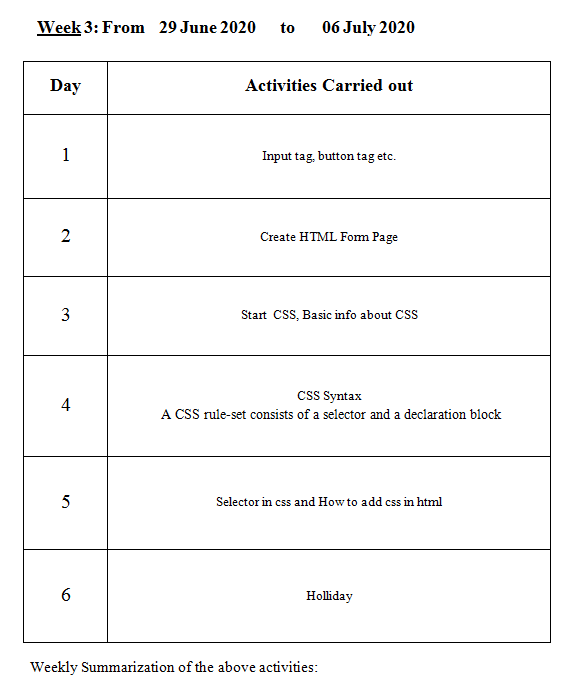 Week 3: From 29 June 2020 to 06 July 2020
Day Activities Carried out
1 Input tag, button tag etc.
2 Create HTML Form Page
3 Start CSS, Basic info about CSS
CSS Syntax
4 A CSS rule-set consists of a selector and a declaration block
5 Selector in css and How to add css in html
6 Holliday
Weekly Summarization of the above activities: